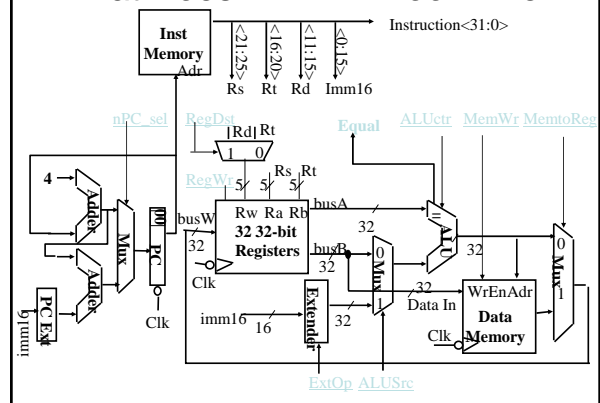 Inst
Memory
Adr
Instruction<31:0>
<21:25>
<16:20>
<11:15>
<0:15>
Rs
Rt
Rd
Imm16
nPC_sel
RegDst
Equal
ALUctr
MemWr
MemtoReg
Rd
Rt
1
0
RegWr
Rs
Rt
5
5
5
4
Adder
Adder
Mux
00
PC
PC Ext
imm16
Clk
busW
32
Rw
Ra
Rb
32 32-bit
Registers
Clk
busA
32
busB
32
0
Mux
1
=
ALU
32
32
Data In
WrEn
Adr
Data
Memory
Clk
0
Mux
1
imm16
16
Extender
32
ExtOp
ALUSrc